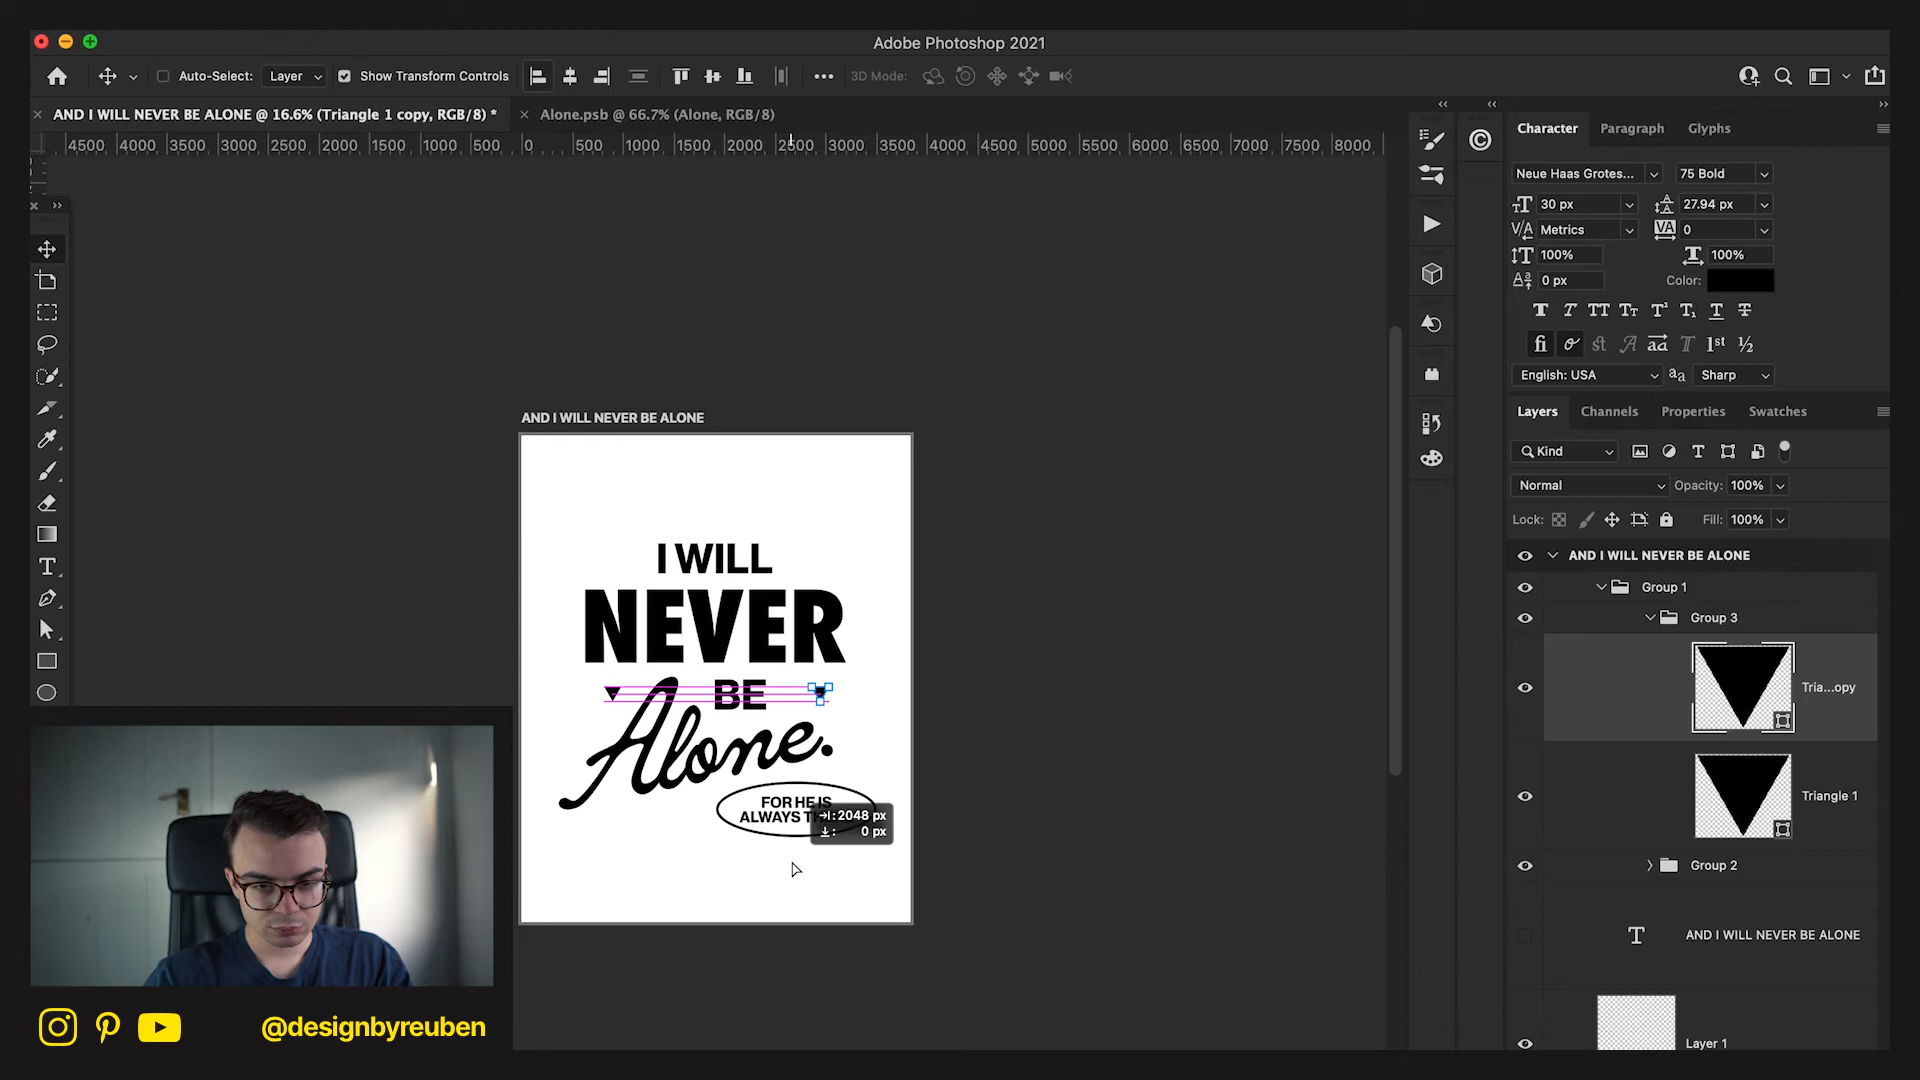 Adobe Photoshop 2021
Auto-Select: Layer Show Transform Controls 3D Mode:
AND I WILL NEVER BE ALONE @ 16.6% (Triangle 1 copy, RGB/8) *
Alone.psb @ 66.7% (Alone, RGB/8)
4500 4000 3500 3000 2500 2000 1500 1000 500 0 500 1000 1500 2000 2500 3000 3500 4000 4500 5000 5500 6000 6500 7000 7500 8000
AND I WILL NEVER BE ALONE
I WILL
NEVER
BE
Alone.
FOR HE IS
ALWAYS
2048 px
0 px
Character Paragraph Glyphs
Neue Haas Grotes... 75 Bold
30 px 27.94 px
Metrics 0
100% 100%
0 px Color:
English: USA Sharp
Layers Channels Properties Swatches
Kind
Normal Opacity: 100%
Lock: Fill: 100%
AND I WILL NEVER BE ALONE
Group 1
Group 3
Tria...opy
Triangle 1
Group 2
AND I WILL NEVER BE ALONE
Layer 1
@designbyreuben